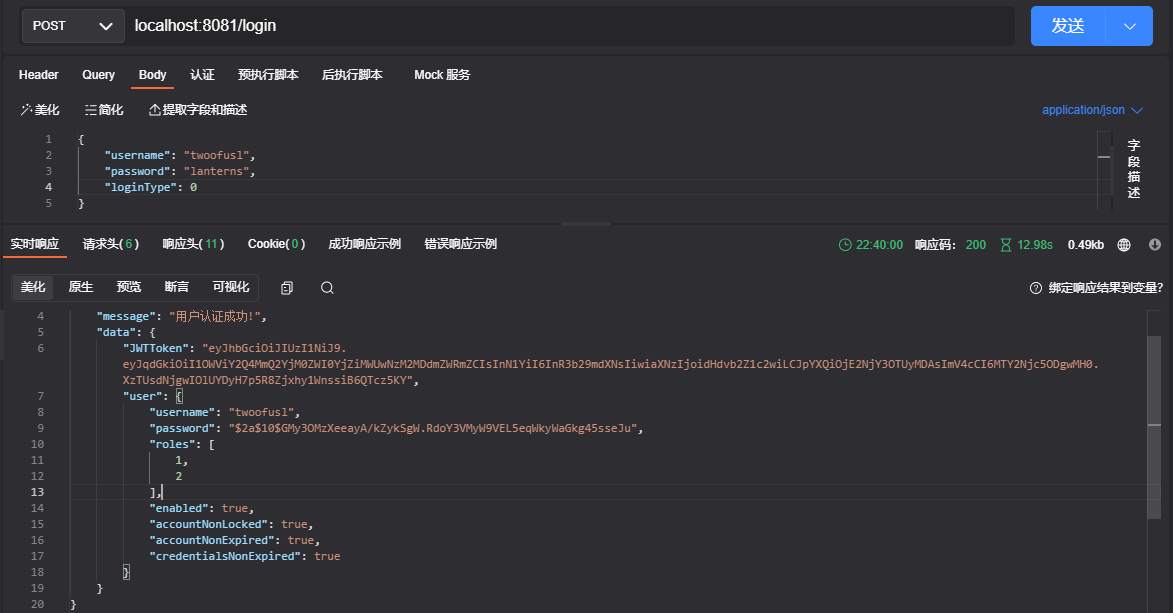 POST localhost:8081/login 发送
Header Query Body 认证 预执行脚本 后执行脚本 Mock 服务
美化 简化 提取字段和描述 application/json
1 {
2 "username": "twoofusl",
3 "password": "lanterns",
4 "loginType": 0
5 }
字段描述
实时响应 请求头(6) 响应头(11) Cookie(0) 成功响应示例 错误响应示例 22:40:00 响应码: 200 12.98s 0.49kb
美化 原生 预览 断言 可视化 绑定响应结果到变量?
4 "message": "用户认证成功!",
5 "data": {
6 "JWTToken": "eyJhbGciOiJIUzI1NiJ9.
eyJqdGkiOiI1OWViY2Q4MmQ2YjM0ZWI0YjZiMWUwNzM2MDdmZWRmZCIsInN1YiI6InR3b29mdXNsIiwiaXNzIjoidHdvb2Z1c2wiLCJpYXQiOjE2NjY3OTUyMDAsImV4cCI6MTY2Njc5ODgwMH0.
XzTUsdNjgwIOlUYDyH7p5R8Zjxhy1WnssiB6QTcz5KY",
7 "user": {
8 "username": "twoofusl",
9 "password": "$2a$10$GMy3OMzXeeayA/kZykSgW.RdoY3VMyW9VEL5eqWkyWaGkg45sseJu",
10 "roles": [
11 1,
12 2
13 ],
14 "enabled": true,
15 "accountNonLocked": true,
16 "accountNonExpired": true,
17 "credentialsNonExpired": true
18 }
19 }
20 }